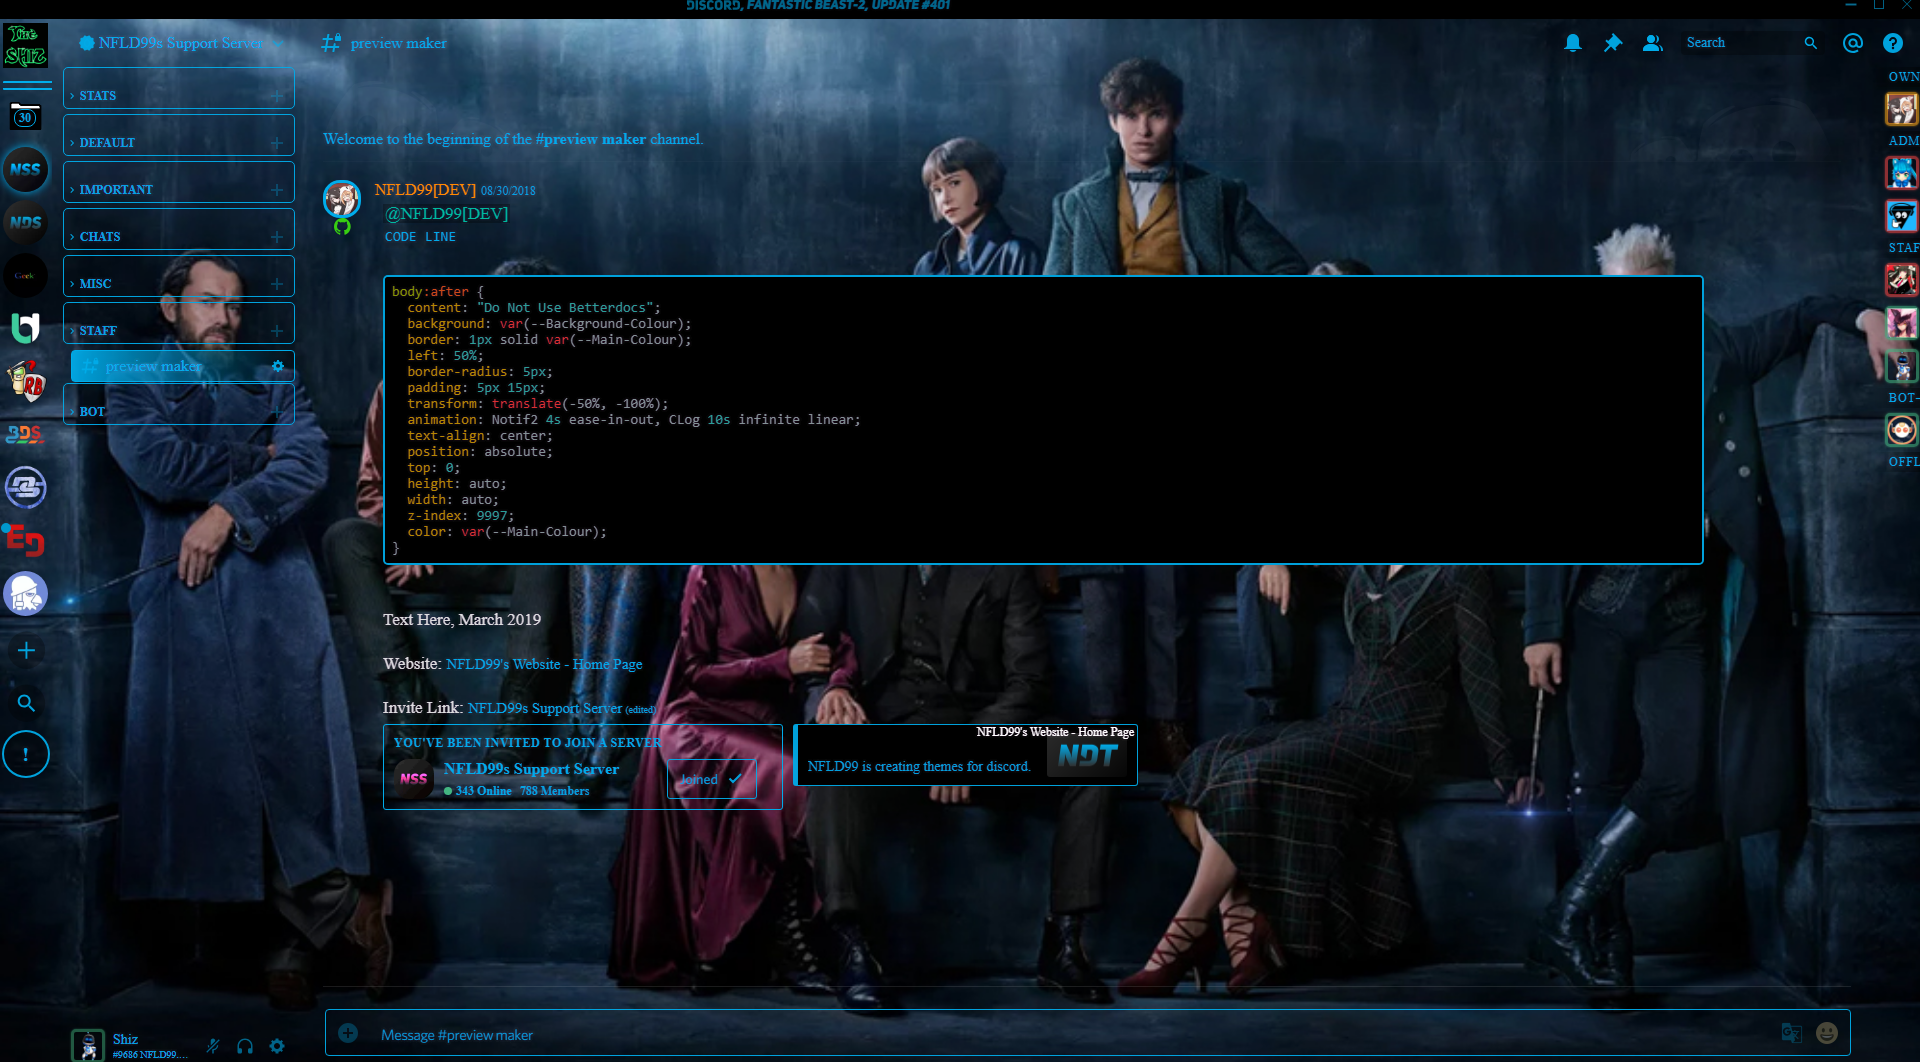 DISCORD, FANTASTIC BEAST-2, UPDATE #401
The
SHIZ
NFLD99s Support Server
preview maker
Search
STATS
30
DEFAULT
NSS
IMPORTANT
NDS
CHATS
Geek
MISC
STAFF
preview maker
RB
BOT
BDS
ED
Welcome to the beginning of the #preview maker channel.
NFLD99[DEV] 08/30/2018
@NFLD99[DEV]
CODE LINE
body:after {
content: "Do Not Use Betterdocs";
background: var(--Background-Colour);
border: 1px solid var(--Main-Colour);
left: 50%;
border-radius: 5px;
padding: 5px 15px;
transform: translate(-50%, -100%);
animation: Notif2 4s ease-in-out, CLog 10s infinite linear;
text-align: center;
position: absolute;
top: 0;
height: auto;
width: auto;
z-index: 9997;
color: var(--Main-Colour);
}
Text Here, March 2019
Website: NFLD99's Website - Home Page
Invite Link: NFLD99s Support Server (edited)
YOU'VE BEEN INVITED TO JOIN A SERVER
NSS
NFLD99s Support Server
343 Online 788 Members
Joined
NFLD99's Website - Home Page
NFLD99 is creating themes for discord.
NDT
OWN
ADM
STAF
BOT-
OFFL
Shiz
#9686 NFLD99....
Message #preview maker